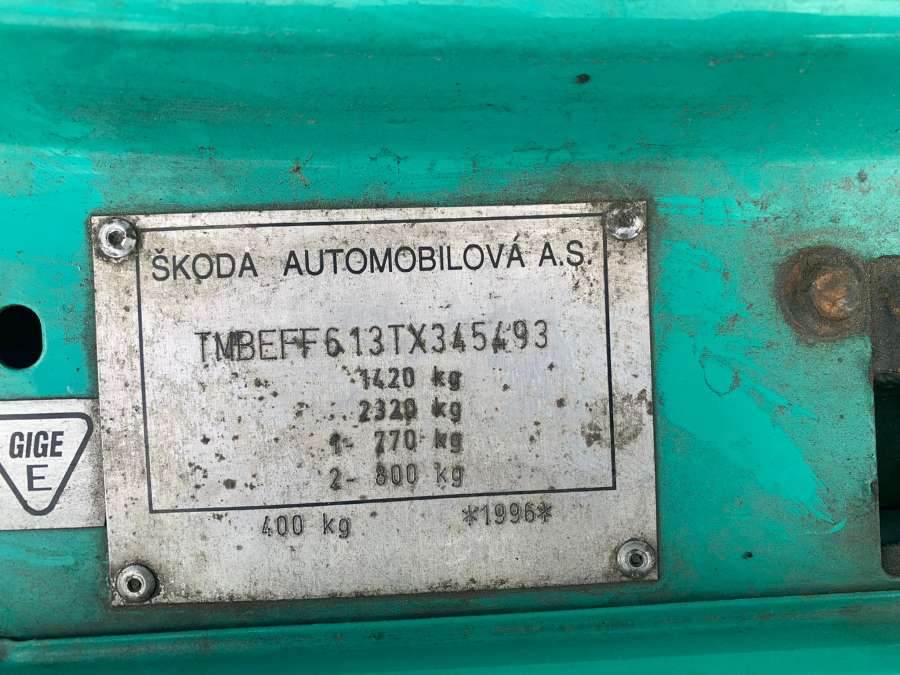 ŠKODA AUTOMOBILOVÁ A.S.
TMBEFF613TX345493
1420 kg
2320 kg
1- 770 kg
2- 800 kg
400 kg *1996*
GIGE
E